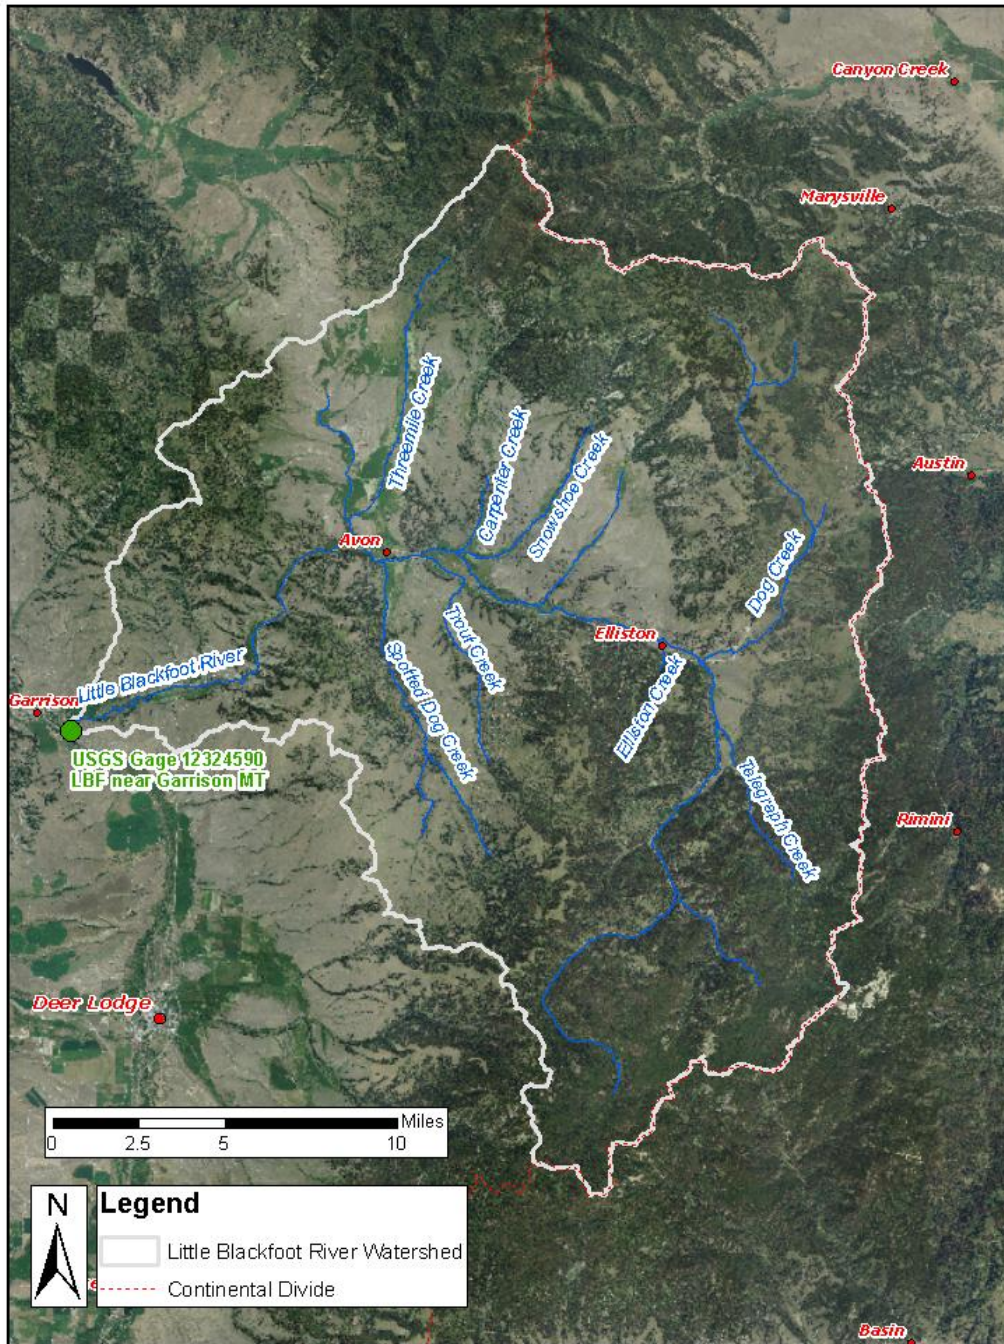 Canyon Creek
Marysville
Threemile Creek
Carpenter Creek
Snowshoe Creek
Austin
Avon
Dog Creek
Trout Creek
Elliston
Spotted Dog Creek
Elliston Creek
Little Blackfoot River
Garrison
USGS Gage 12324590
LBF near Garrison MT
Telegraph Creek
Rimini
Deer Lodge
Miles
0 2.5 5 10
N
Legend
Little Blackfoot River Watershed
Continental Divide
Basin